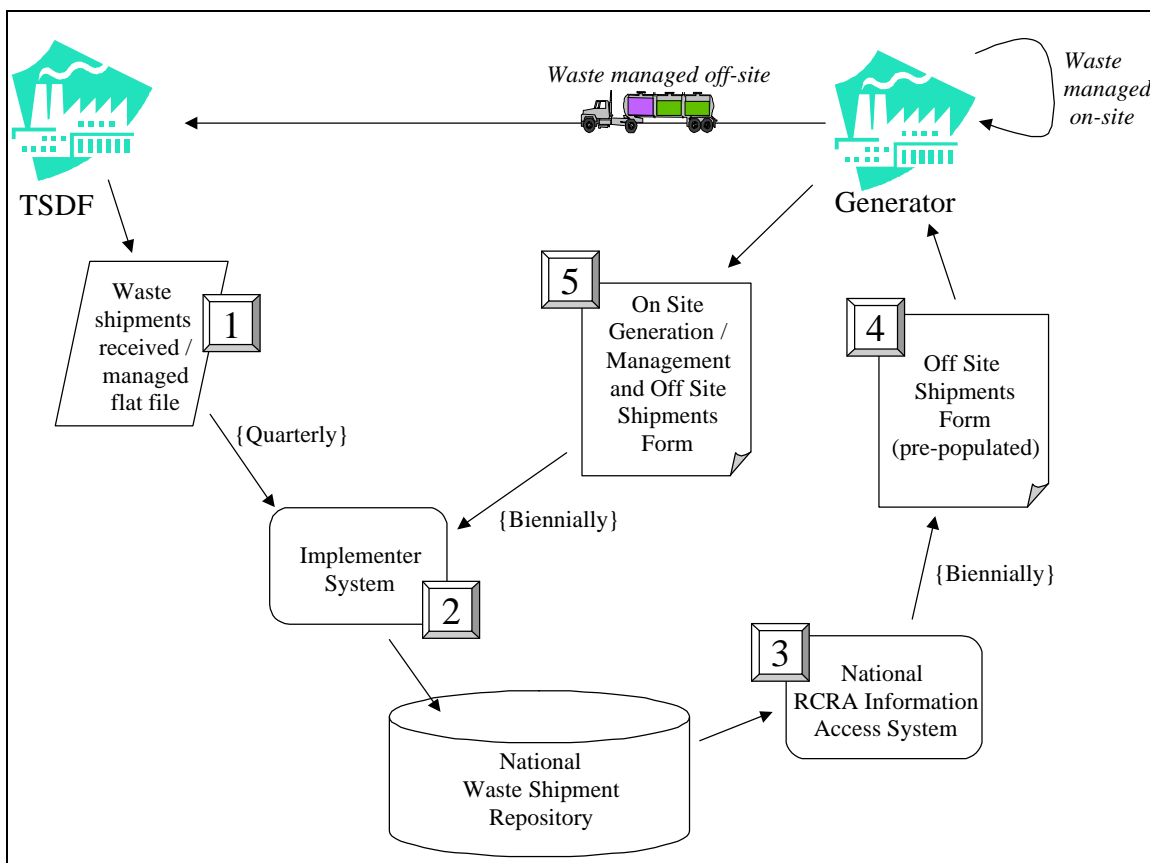 Waste managed off-site
Waste
managed
on-site
TSDF
Generator
Waste
shipments
received /
managed
flat file
1
5
On Site
Generation /
Management
and Off Site
Shipments
Form
4
Off Site
Shipments
Form
(pre-populated)
{Quarterly}
{Biennially}
{Biennially}
Implementer
System
2
3
National
RCRA Information
Access System
National
Waste Shipment
Repository